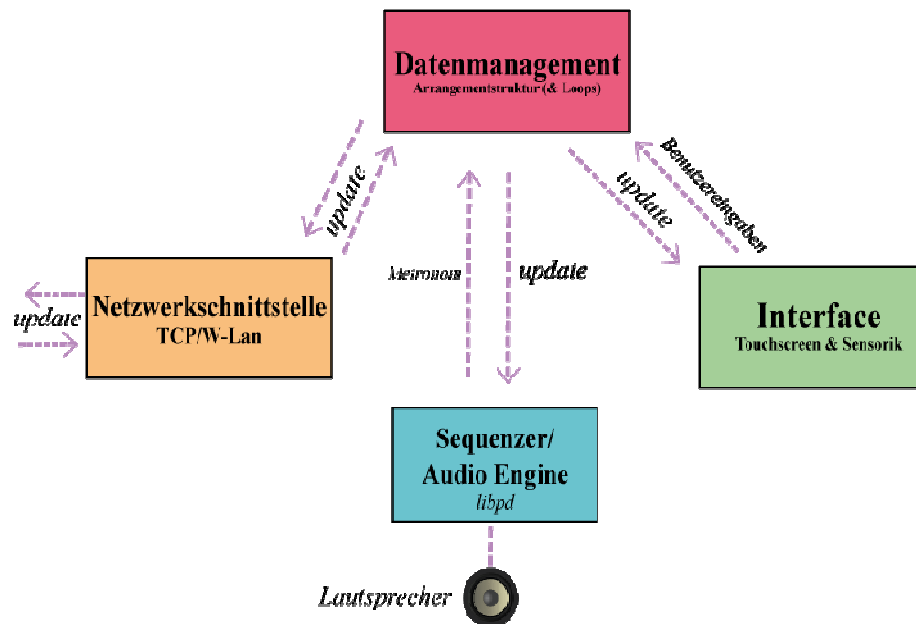 Datenmanagement
Arrangementstruktur (& Loops)
update
update
Benutzereingaben
Metronom
update
update
Netzwerkschnittstelle
TCP/W-Lan
Interface
Touchscreen & Sensorik
Sequenzer/
Audio Engine
libpd
Lautsprecher